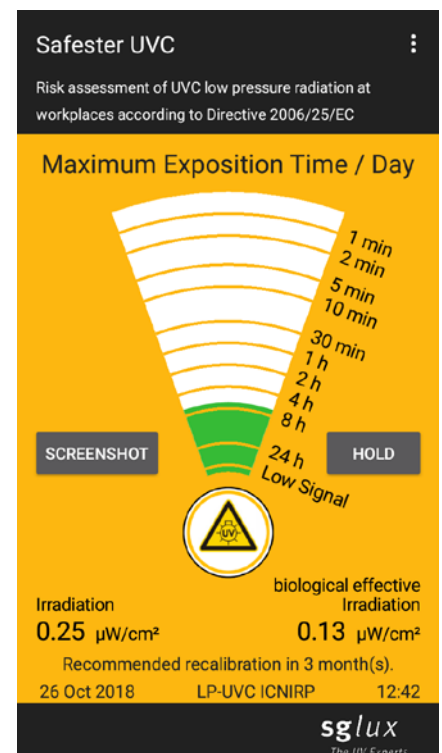 Safester UVC
Risk assessment of UVC low pressure radiation at
workplaces according to Directive 2006/25/EC
Maximum Exposition Time / Day
1 min
2 min
5 min
10 min
30 min
1 h
2 h
4 h
8 h
24 h
Low Signal
SCREENSHOT
HOLD
UV
biological effective
Irradiation
Irradiation
0.25 µW/cm²
0.13 µW/cm²
Recommended recalibration in 3 month(s).
26 Oct 2018 LP-UVC ICNIRP 12:42
sglux
The UV Experts